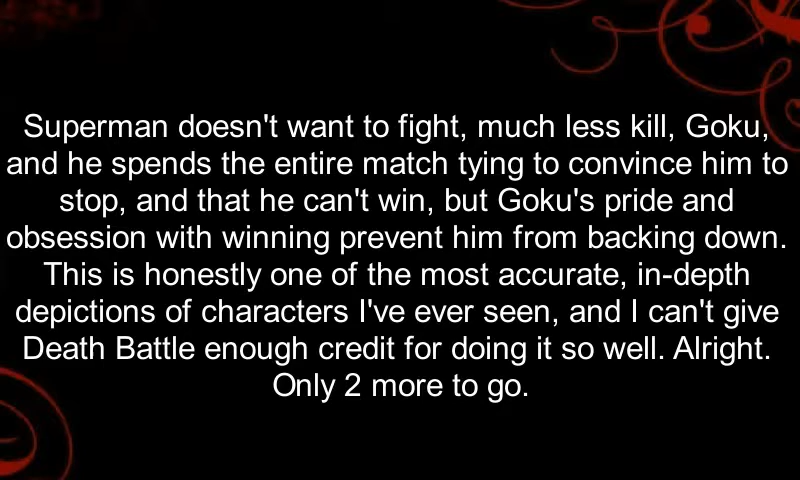 Superman doesn't want to fight, much less kill, Goku,
and he spends the entire match tying to convince him to
stop, and that he can't win, but Goku's pride and
obsession with winning prevent him from backing down.
This is honestly one of the most accurate, in-depth
depictions of characters I've ever seen, and I can't give
Death Battle enough credit for doing it so well. Alright.
Only 2 more to go.